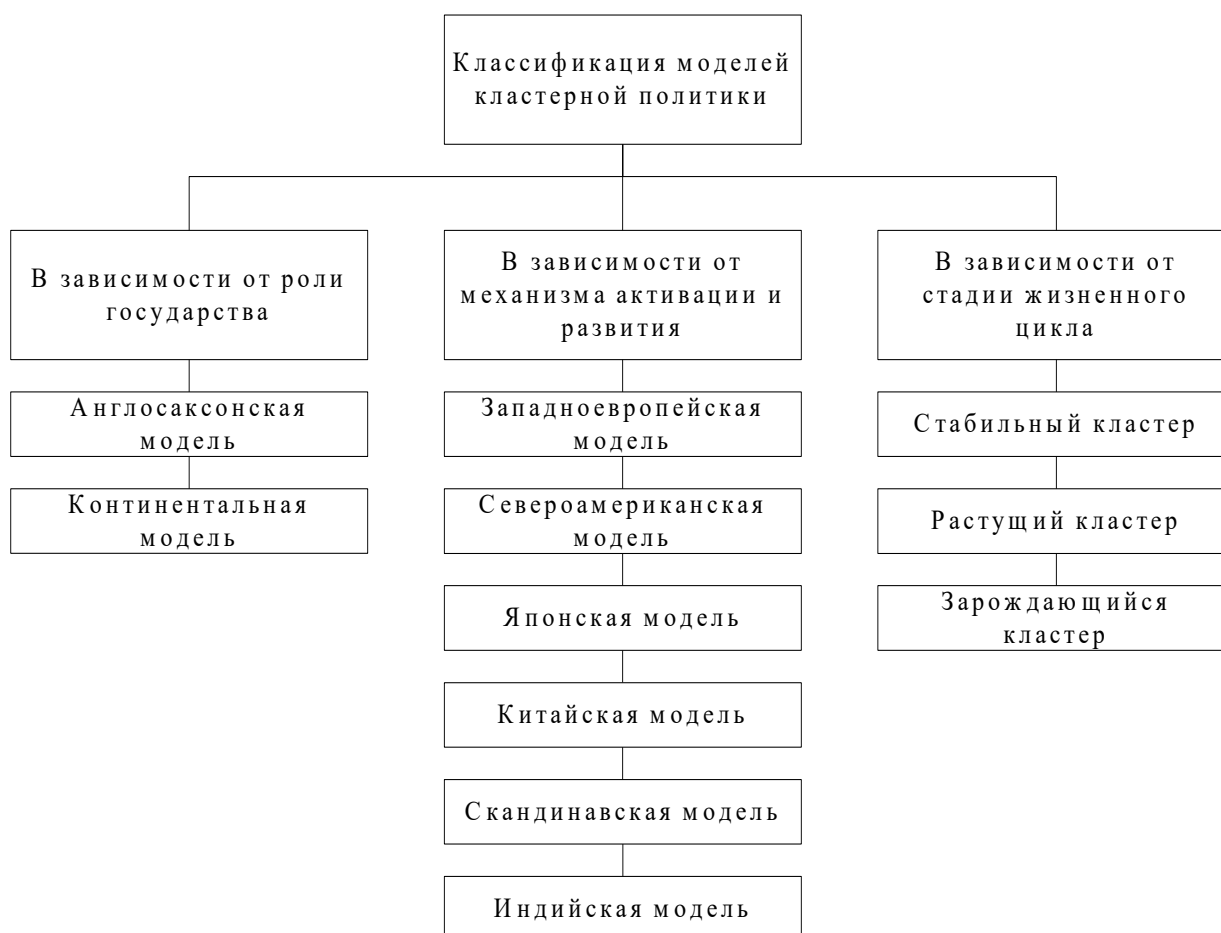 Классификация моделей
кластерной политики
В зависимости от роли
государства
Англосаксонская
модель
Континентальная
модель
В зависимости от
механизма активации и
развития
Западноевропейская
модель
Североамериканская
модель
Японская модель
Китайская модель
Скандинавская модель
Индийская модель
В зависимости от
стадии жизненного
цикла
Стабильный кластер
Растущий кластер
Зарождающийся
кластер